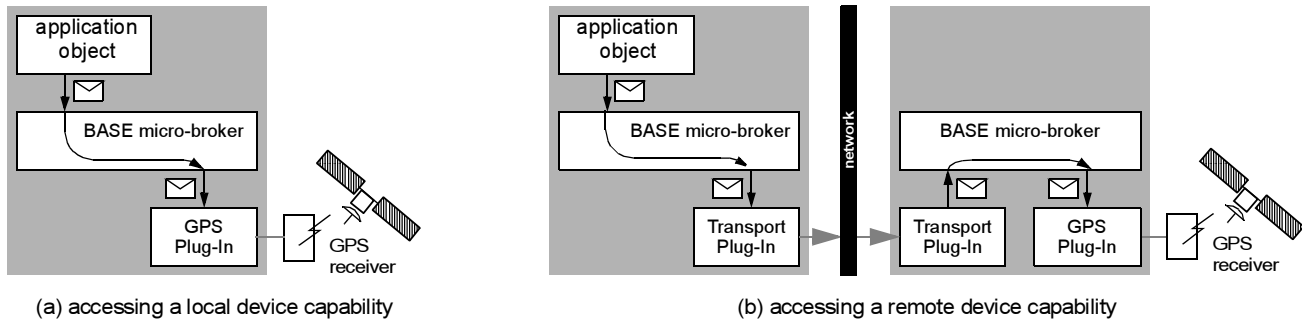 application
object
BASE micro-broker
GPS
Plug-In
GPS
receiver
(a) accessing a local device capability
application
object
BASE micro-broker
Transport
Plug-In
network
BASE micro-broker
Transport
Plug-In
GPS
Plug-In
GPS
receiver
(b) accessing a remote device capability